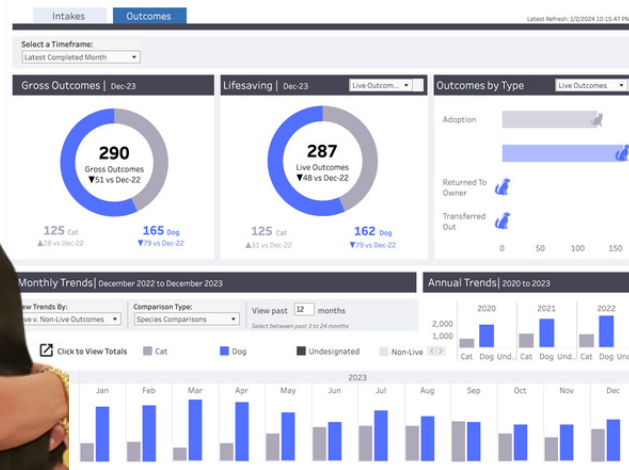 Intakes
Outcomes
Latest Refresh: 1/2/2024 10:15:47 PM
Select a Timeframe:
Latest Completed Month
Gross Outcomes | Dec-23
290
Gross Outcomes
▼51 vs Dec-22
125 Cat
▲28 vs Dec-22
165 Dog
▼79 vs Dec-22
Lifesaving | Dec-23
Live Outcom...
287
Live Outcomes
▼48 vs Dec-22
125 Cat
▲31 vs Dec-22
162 Dog
▼79 vs Dec-22
Outcomes by Type
Live Outcomes
Adoption
Returned To
Owner
Transferred
Out
0 50 100 150
Monthly Trends| December 2022 to December 2023
ew Trends By:
ve v. Non-Live Outcomes
Comparison Type:
Species Comparisons
View past 12 months
Select between past 3 to 24 months
Click to View Totals
Cat
Dog
Undesignated
Non-Live
Annual Trends| 2020 to 2023
2020 2021 2022
2,000
1,000
Cat Dog Und.. Cat Dog Und.. Cat Dog Und
2023
Jan Feb Mar Apr May Jun Jul Aug Sep Oct Nov Dec